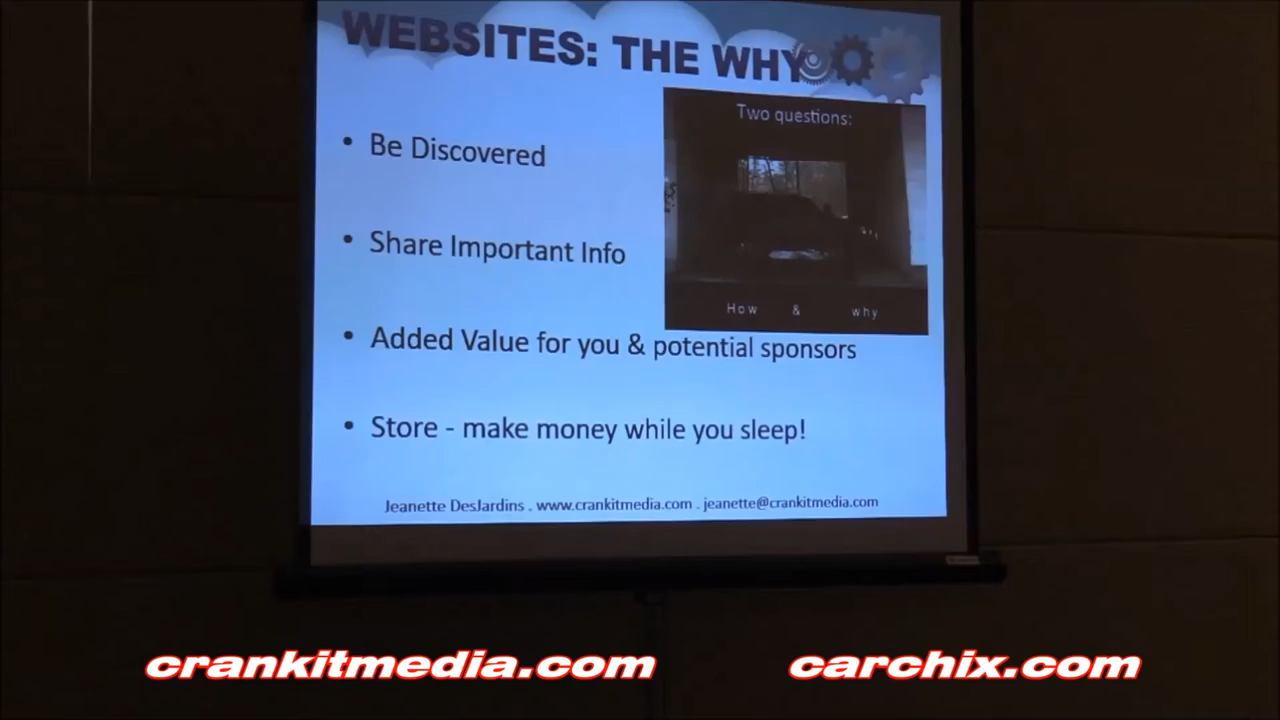 WEBSITES: THE WHY
Two questions:
• Be Discovered
• Share Important Info
How & why
• Added Value for you & potential sponsors
• Store - make money while you sleep!
Jeanette DesJardins . www.crankitmedia.com . jeanette@crankitmedia.com
crankitmedia.com carchix.com